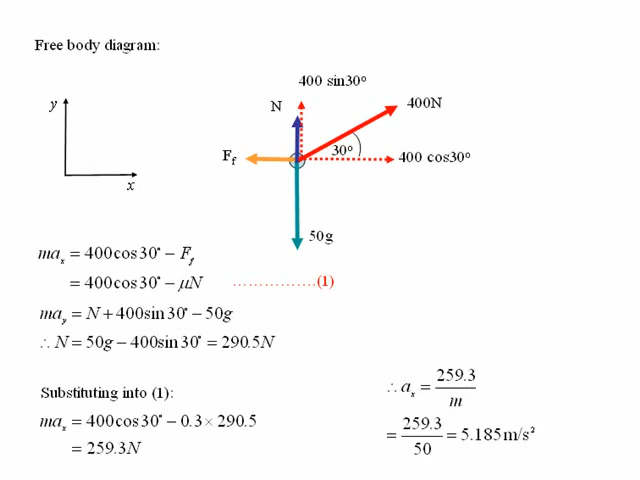 Free body diagram:
400 sin30°
y
N
400N
F_f
30°
400 cos30°
x
50g
ma_x = 400cos30° − F_f
= 400cos30° − μN ................(1)
ma_y = N + 400sin30° − 50g
∴ N = 50g − 400sin30° = 290.5N
Substituting into (1):
ma_x = 400cos30° − 0.3 × 290.5
= 259.3N
∴ a_x = 259.3/m
= 259.3/50 = 5.185m/s²